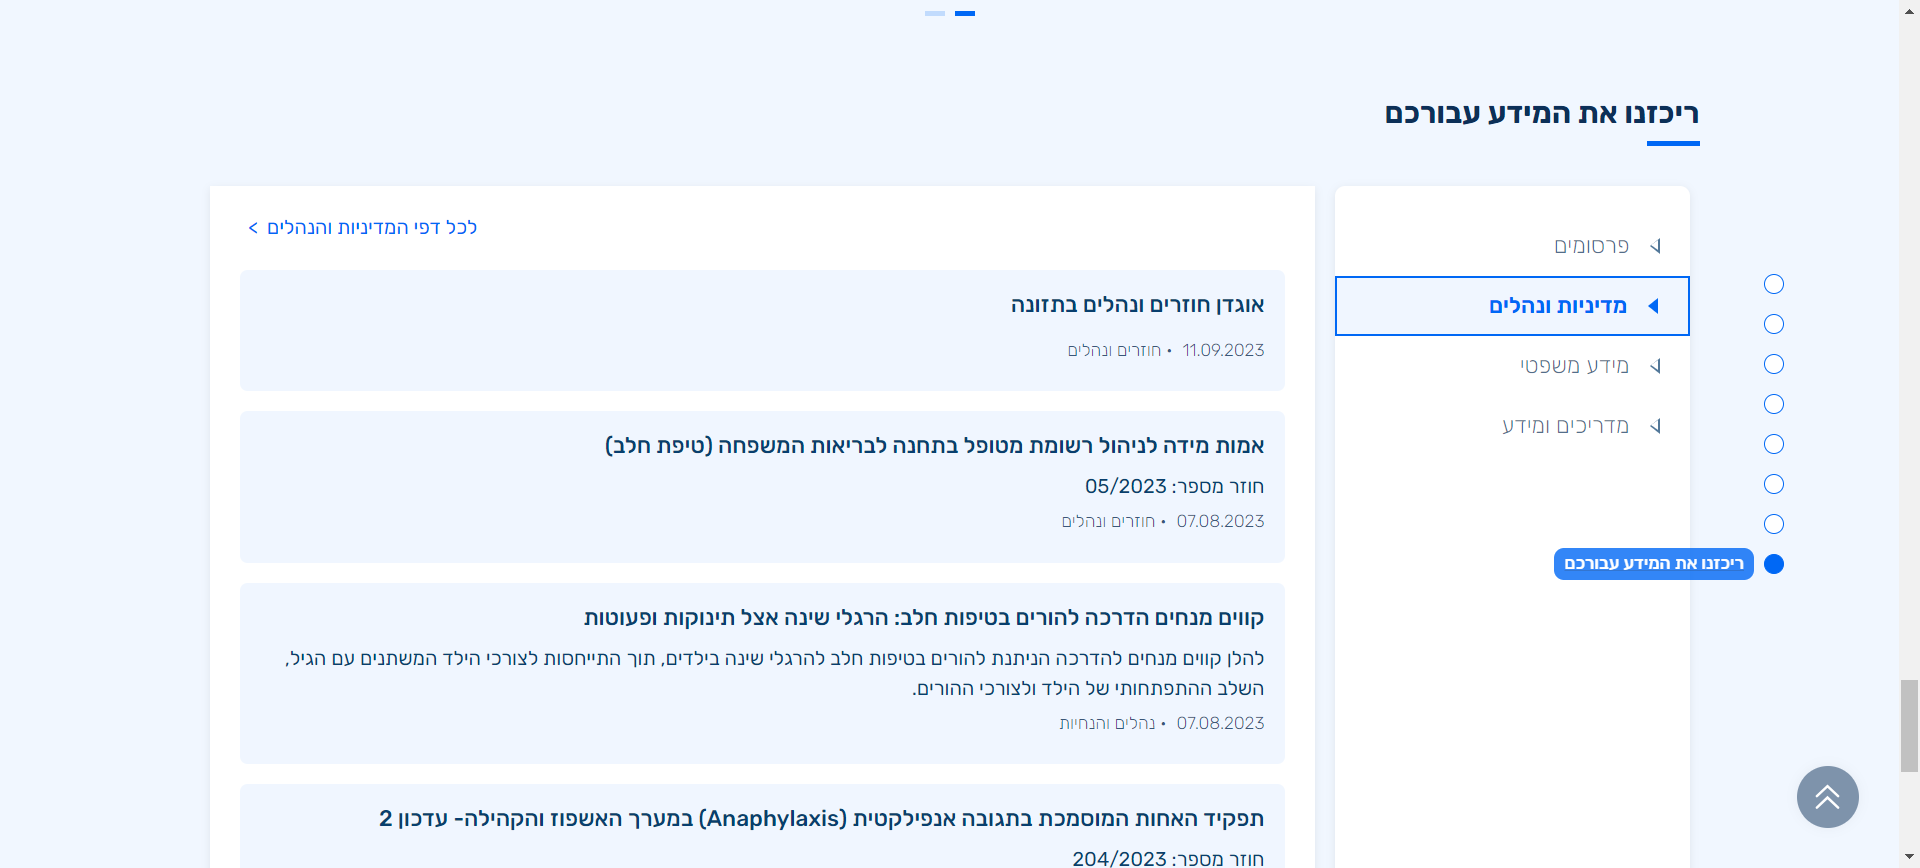 ריכזנו את המידע עבורכם
פרסומים
מדיניות ונהלים
מידע משפטי
מדריכים ומידע
לכל דפי המדיניות והנהלים >
אוגדן חוזרים ונהלים בתזונה
11.09.2023 • חוזרים ונהלים
אמות מידה לניהול רשומת מטופל בתחנה לבריאות המשפחה (טיפת חלב)
חוזר מספר: 05/2023
07.08.2023 • חוזרים ונהלים
קווים מנחים הדרכה להורים בטיפות חלב: הרגלי שינה אצל תינוקות ופעוטות
להלן קווים מנחים להדרכה הניתנת להורים בטיפות חלב להרגלי שינה בילדים, תוך התייחסות לצורכי הילד המשתנים עם הגיל,
השלב ההתפתחותי של הילד ולצורכי ההורים.
07.08.2023 • נהלים והנחיות
תפקיד האחות המוסמכת בתגובה אנפילקטית (Anaphylaxis) במערך האשפוז והקהילה- עדכון 2
חוזר מספר: 204/2023
ריכזנו את המידע עבורכם